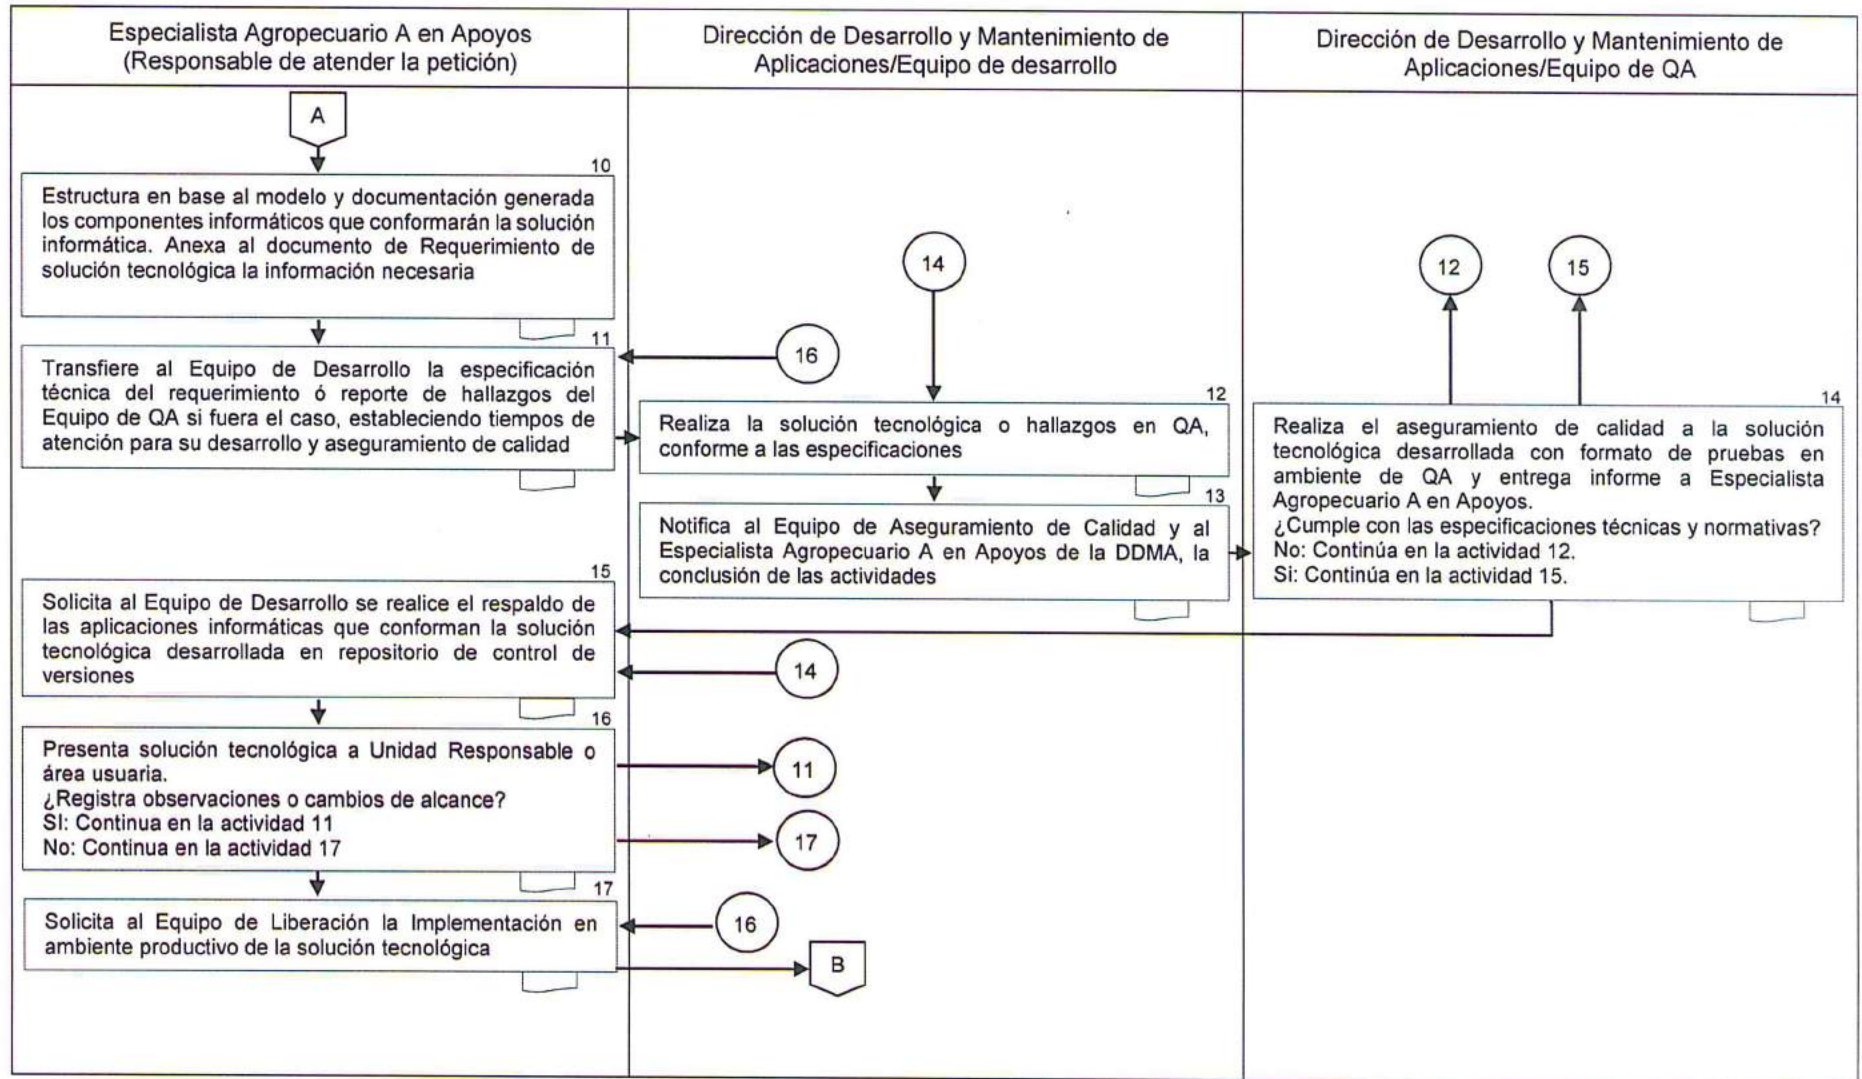 Especialista Agropecuario A en Apoyos
(Responsable de atender la petición)
Dirección de Desarrollo y Mantenimiento de
Aplicaciones/Equipo de desarrollo
Dirección de Desarrollo y Mantenimiento de
Aplicaciones/Equipo de QA
A
10
Estructura en base al modelo y documentación generada
los componentes informáticos que conformarán la solución
informática. Anexa al documento de Requerimiento de
solución tecnológica la información necesaria
11
Transfiere al Equipo de Desarrollo la especificación
técnica del requerimiento ó reporte de hallazgos del
Equipo de QA si fuera el caso, estableciendo tiempos de
atención para su desarrollo y aseguramiento de calidad
16
14
12
Realiza la solución tecnológica o hallazgos en QA,
conforme a las especificaciones
13
Notifica al Equipo de Aseguramiento de Calidad y al
Especialista Agropecuario A en Apoyos de la DDMA, la
conclusión de las actividades
12
15
14
Realiza el aseguramiento de calidad a la solución
tecnológica desarrollada con formato de pruebas en
ambiente de QA y entrega informe a Especialista
Agropecuario A en Apoyos.
¿Cumple con las especificaciones técnicas y normativas?
No: Continúa en la actividad 12.
Si: Continúa en la actividad 15.
15
Solicita al Equipo de Desarrollo se realice el respaldo de
las aplicaciones informáticas que conforman la solución
tecnológica desarrollada en repositorio de control de
versiones
14
16
Presenta solución tecnológica a Unidad Responsable o
área usuaria.
¿Registra observaciones o cambios de alcance?
SI: Continua en la actividad 11
No: Continua en la actividad 17
11
17
17
Solicita al Equipo de Liberación la Implementación en
ambiente productivo de la solución tecnológica
16
B